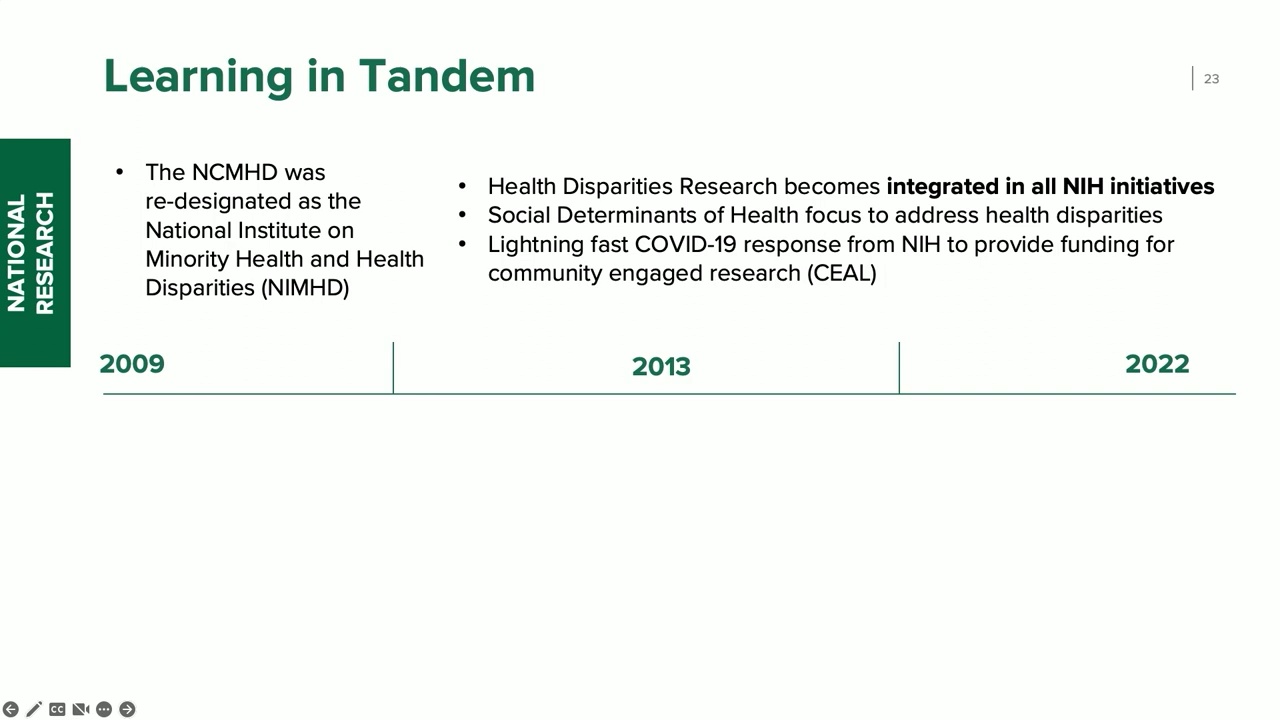 Learning in Tandem
23
NATIONAL
RESEARCH
• The NCMHD was
re-designated as the
National Institute on
Minority Health and Health
Disparities (NIMHD)
• Health Disparities Research becomes integrated in all NIH initiatives
• Social Determinants of Health focus to address health disparities
• Lightning fast COVID-19 response from NIH to provide funding for
community engaged research (CEAL)
2009
2013
2022
CC